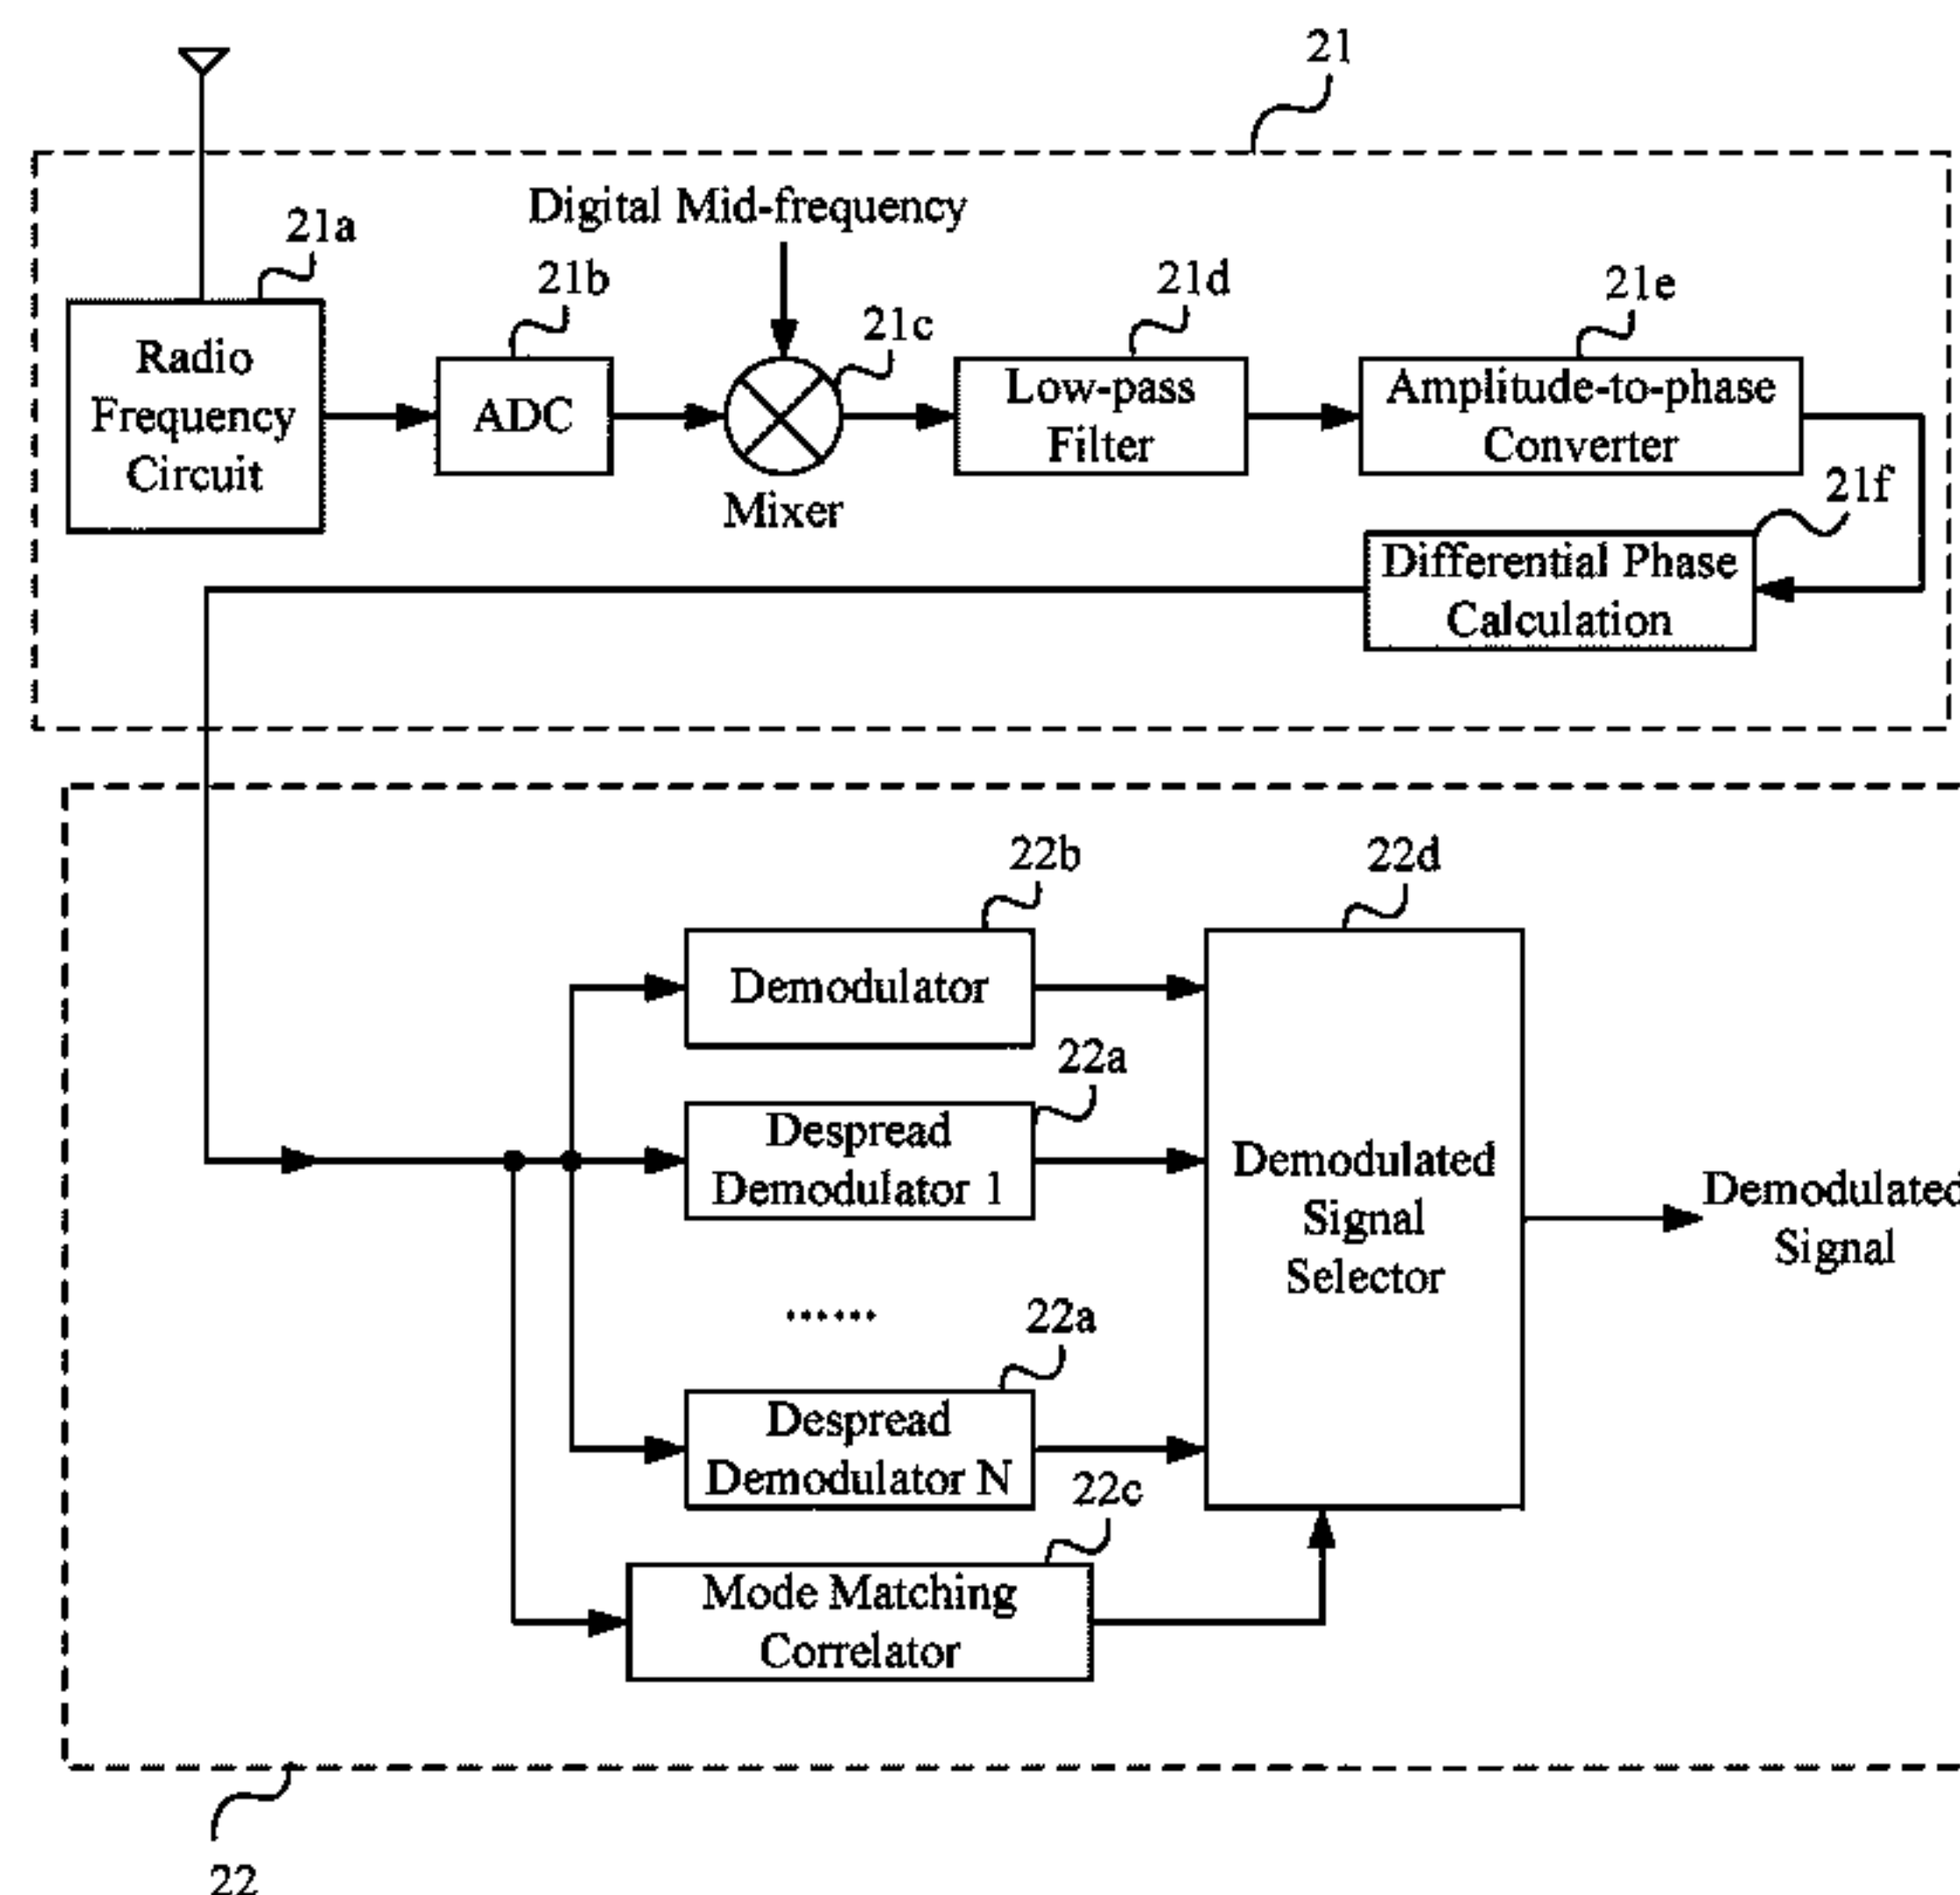 21
Digital Mid-frequency
21a
21b
21c
21d
21e
Radio
Frequency
Circuit
ADC
Mixer
Low-pass
Filter
Amplitude-to-phase
Converter
21f
Differential Phase
Calculation
22b
22d
Demodulator
22a
Despread
Demodulator 1
Demodulated
Signal
Selector
Demodulated
Signal
......
22a
Despread
Demodulator N
22c
Mode Matching
Correlator
22